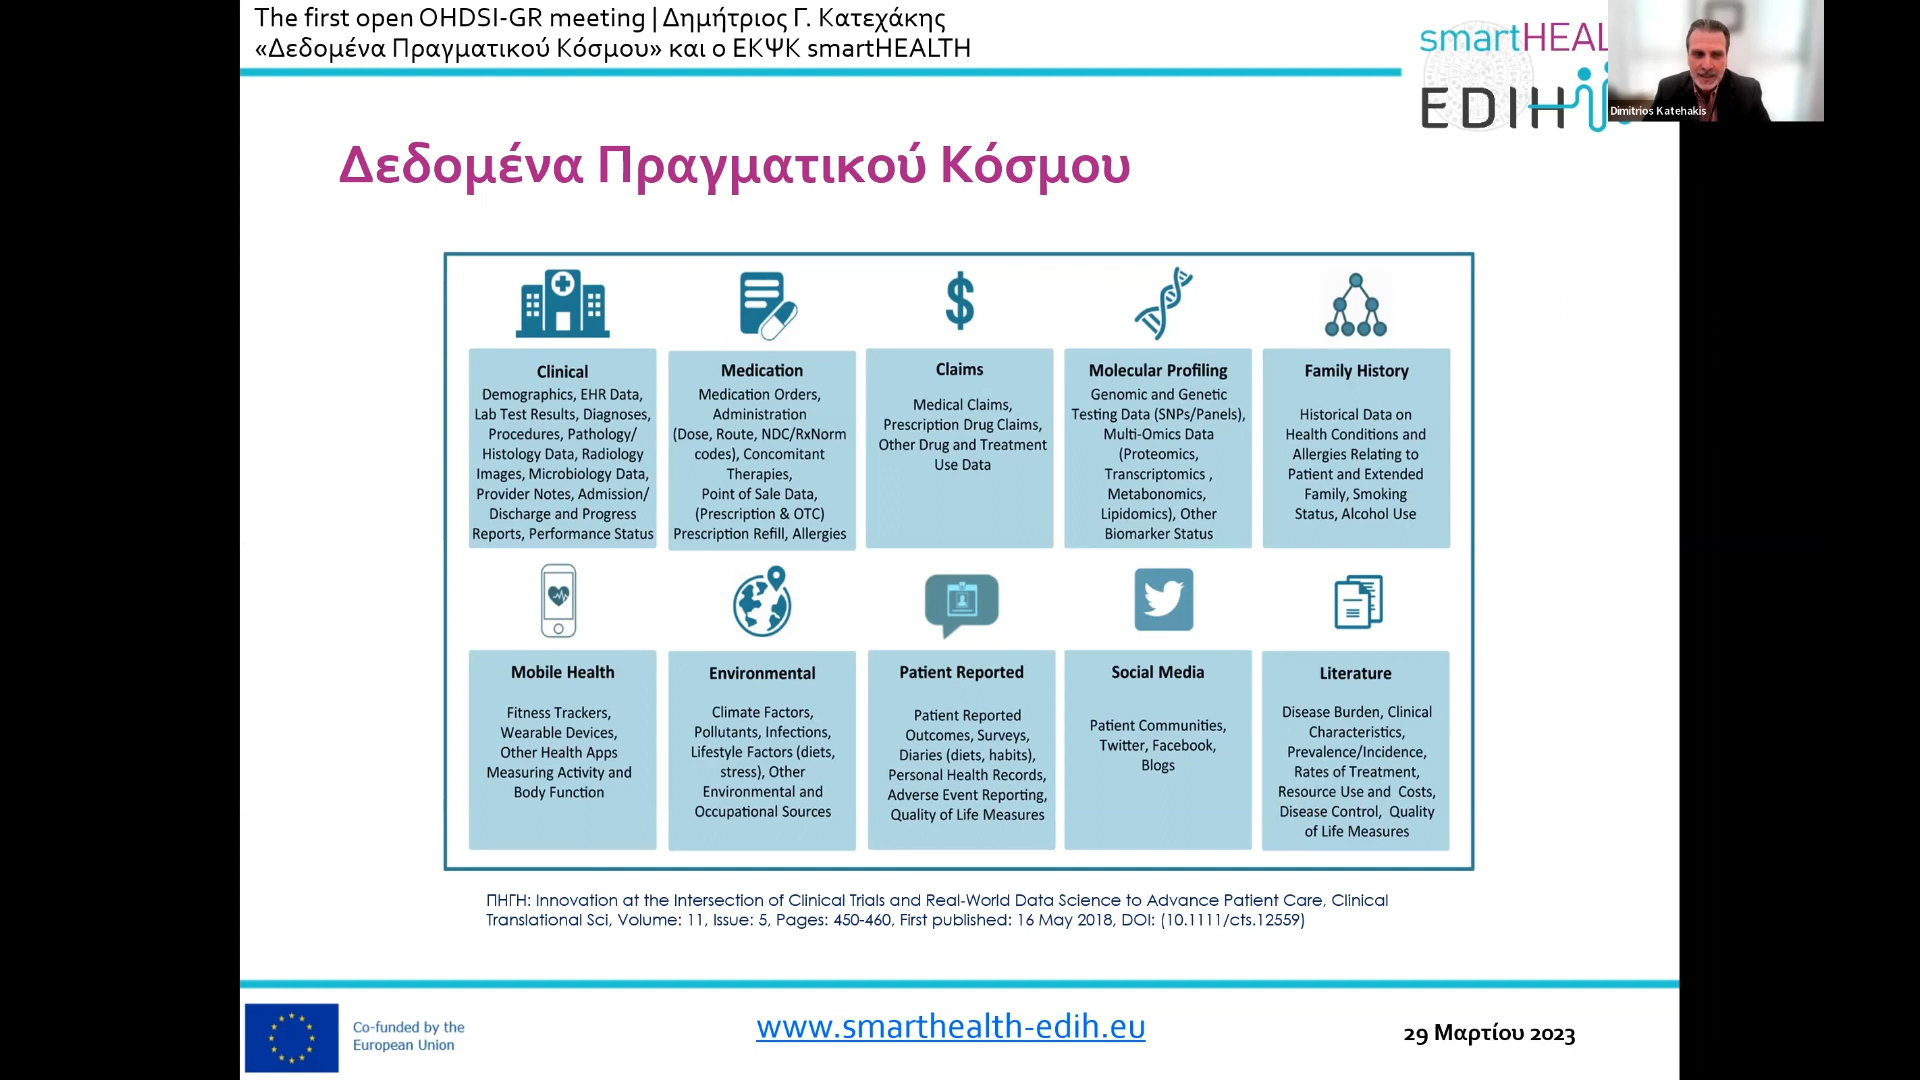 The first open OHDSI-GR meeting | Δημήτριος Γ. Κατεχάκης
«Δεδομένα Πραγματικού Κόσμου» και ο ΕΚΨΚ smartHEALTH
smartHEAL
EDIH
Dimitrios Katehakis
Δεδομένα Πραγματικού Κόσμου
Clinical
Demographics, EHR Data,
Lab Test Results, Diagnoses,
Procedures, Pathology/
Histology Data, Radiology
Images, Microbiology Data,
Provider Notes, Admission/
Discharge and Progress
Reports, Performance Status
Medication
Medication Orders,
Administration
(Dose, Route, NDC/RxNorm
codes), Concomitant
Therapies,
Point of Sale Data,
(Prescription & OTC)
Prescription Refill, Allergies
Claims
Medical Claims,
Prescription Drug Claims,
Other Drug and Treatment
Use Data
Molecular Profiling
Genomic and Genetic
Testing Data (SNPs/Panels),
Multi-Omics Data
(Proteomics,
Transcriptomics ,
Metabonomics,
Lipidomics), Other
Biomarker Status
Family History
Historical Data on
Health Conditions and
Allergies Relating to
Patient and Extended
Family, Smoking
Status, Alcohol Use
Mobile Health
Fitness Trackers,
Wearable Devices,
Other Health Apps
Measuring Activity and
Body Function
Environmental
Climate Factors,
Pollutants, Infections,
Lifestyle Factors (diets,
stress), Other
Environmental and
Occupational Sources
Patient Reported
Patient Reported
Outcomes, Surveys,
Diaries (diets, habits),
Personal Health Records,
Adverse Event Reporting,
Quality of Life Measures
Social Media
Patient Communities,
Twitter, Facebook,
Blogs
Literature
Disease Burden, Clinical
Characteristics,
Prevalence/Incidence,
Rates of Treatment,
Resource Use and Costs,
Disease Control, Quality
of Life Measures
ΠΗΓΗ: Innovation at the Intersection of Clinical Trials and Real-World Data Science to Advance Patient Care, Clinical
Translational Sci, Volume: 11, Issue: 5, Pages: 450-460, First published: 16 May 2018, DOI: (10.1111/cts.12559)
Co-funded by the
European Union
www.smarthealth-edih.eu
29 Μαρτίου 2023